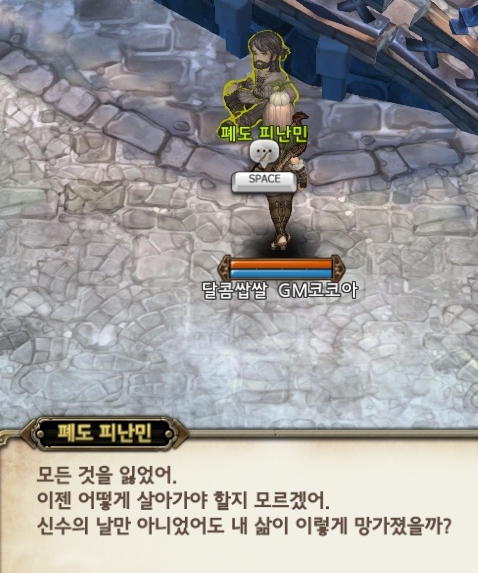 폐도 피난민
SPACE
달콤쌉쌀 GM코코아
폐도 피난민
모든 것을 잃었어.
이젠 어떻게 살아가야 할지 모르겠어.
신수의 날만 아니었어도 내 삶이 이렇게 망가졌을까?